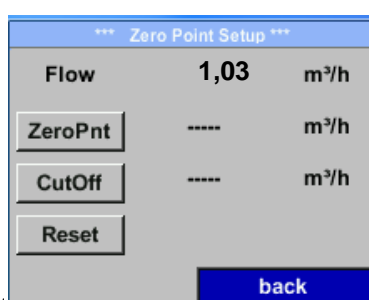 *** Zero Point Setup ***
Flow 1,03 m³/h
ZeroPnt ----- m³/h
CutOff ----- m³/h
Reset
back